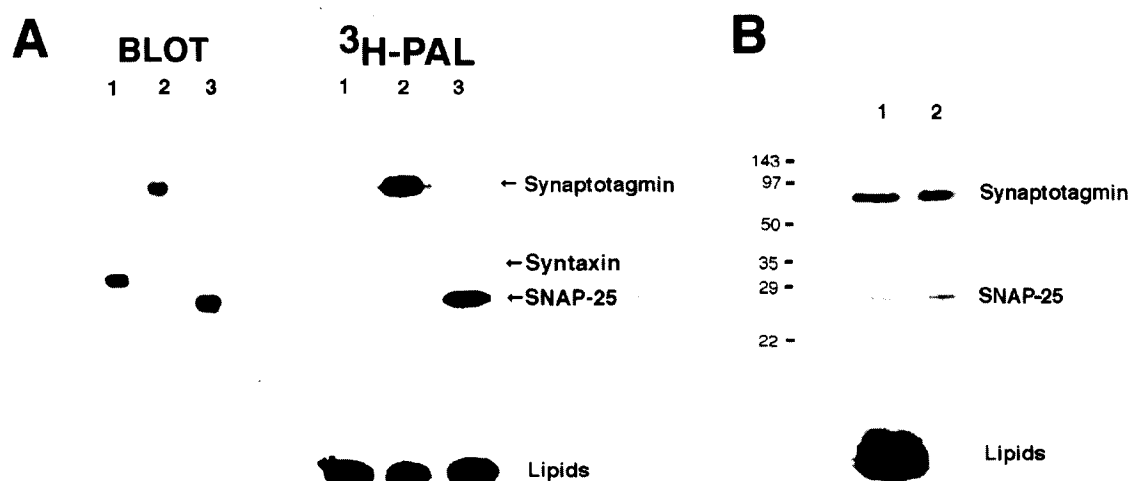 A
BLOT
1 2 3
³H-PAL
1 2 3
← Synaptotagmin
←Syntaxin
←SNAP-25
Lipids
B
1 2
143 -
97 -
50 -
35 -
29 -
22 -
Synaptotagmin
SNAP-25
Lipids